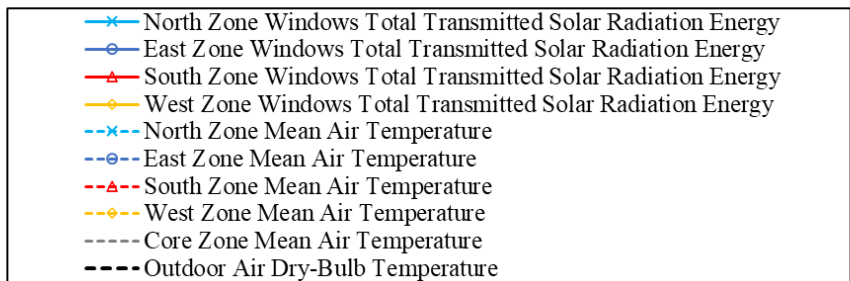 North Zone Windows Total Transmitted Solar Radiation Energy
East Zone Windows Total Transmitted Solar Radiation Energy
South Zone Windows Total Transmitted Solar Radiation Energy
West Zone Windows Total Transmitted Solar Radiation Energy
North Zone Mean Air Temperature
East Zone Mean Air Temperature
South Zone Mean Air Temperature
West Zone Mean Air Temperature
Core Zone Mean Air Temperature
Outdoor Air Dry-Bulb Temperature